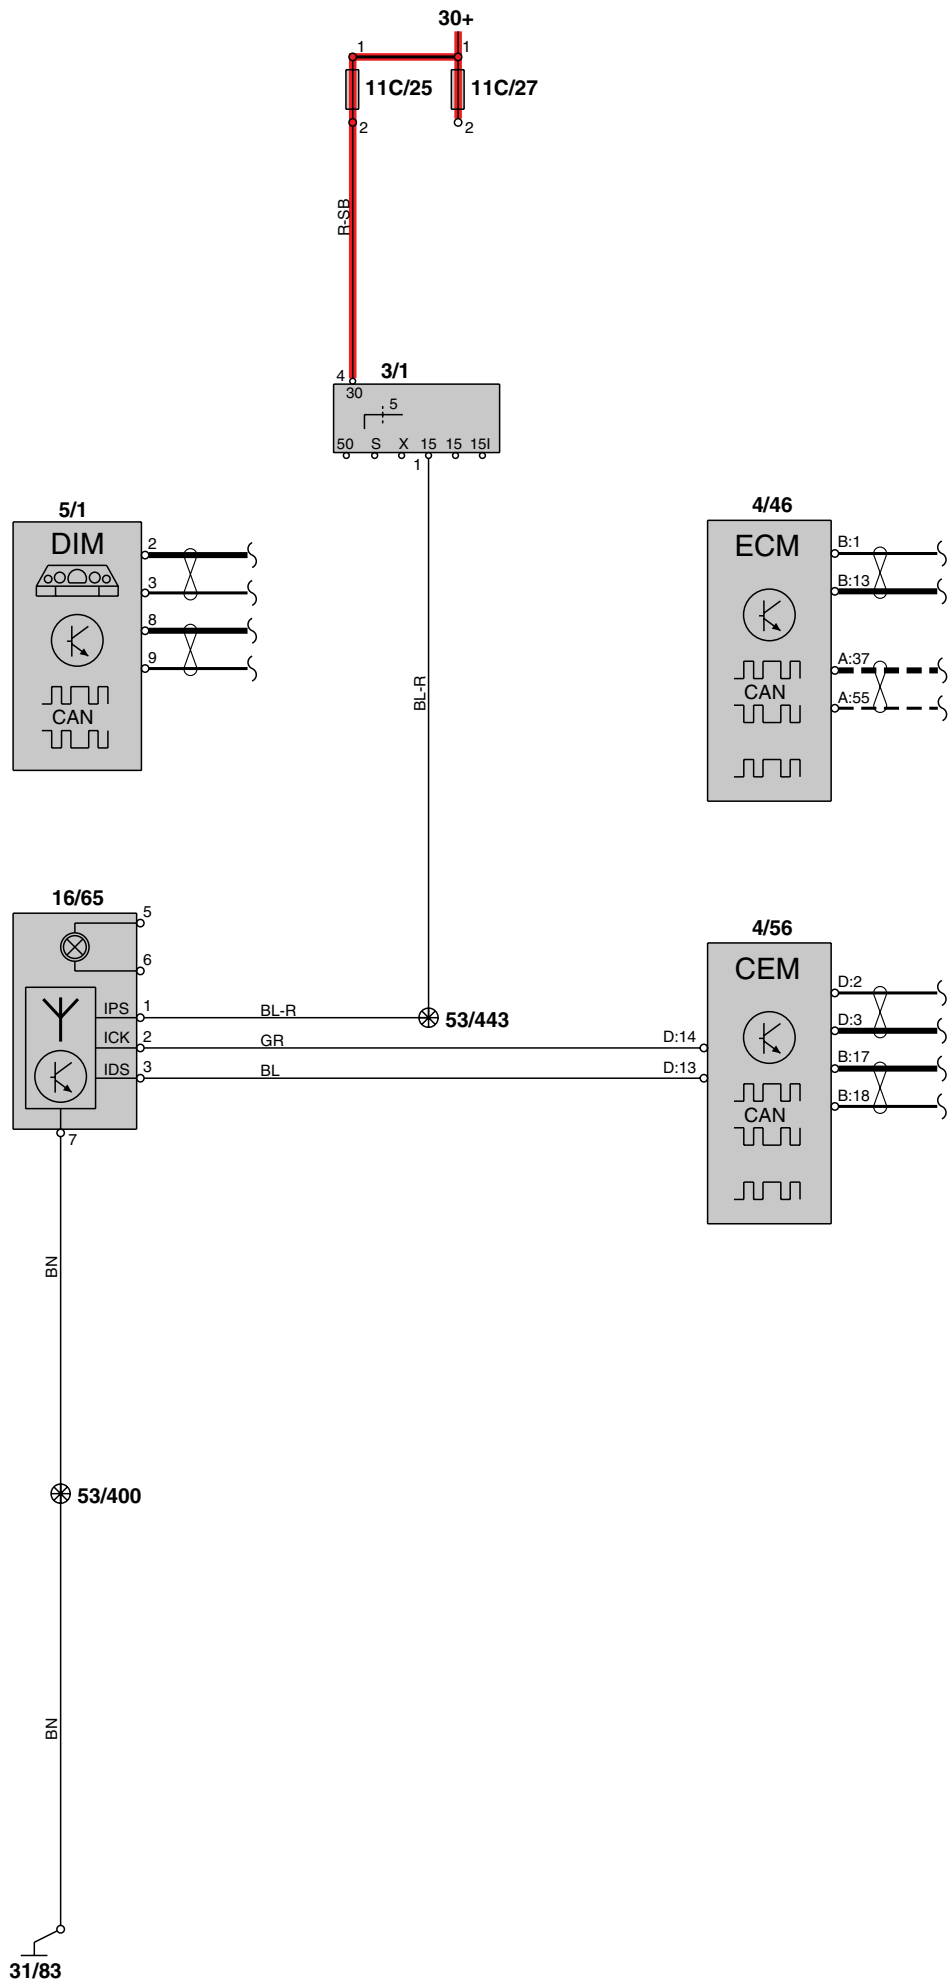 30+
1 1
11C/25 11C/27
2 2
R-SB
4 3/1
30
5
50 S X 15 15 15I
1
5/1
DIM
2
3
8
9
CAN
4/46
ECM
B:1
B:13
A:37
CAN
A:55
BL-R
16/65
5
6
IPS 1 BL-R 53/443
ICK 2 GR D:14
IDS 3 BL D:13
7
4/56
CEM
D:2
D:3
B:17
CAN
B:18
BN
53/400
BN
31/83